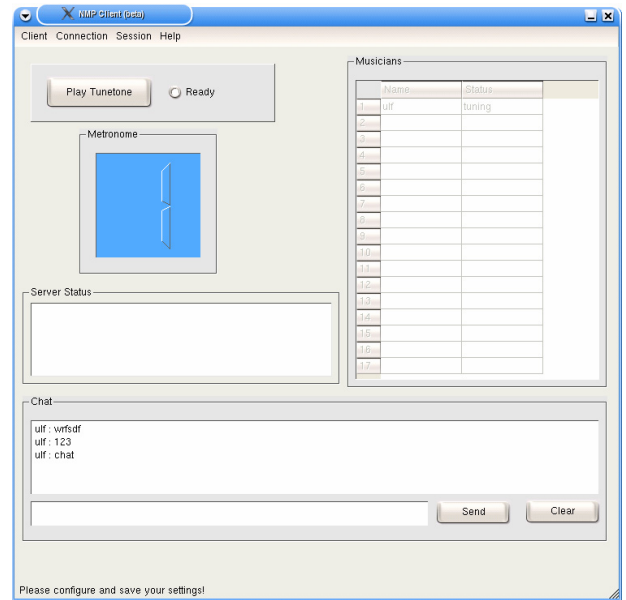 NMP Client (beta)
Client Connection Session Help
Play Tunetone Ready
Metronome
1
Server Status
Musicians
Name Status
1 ulf tuning
2
3
4
5
6
7
8
9
10
11
12
13
14
15
16
17
Chat
ulf : wrfsdf
ulf : 123
ulf : chat
Send Clear
Please configure and save your settings!